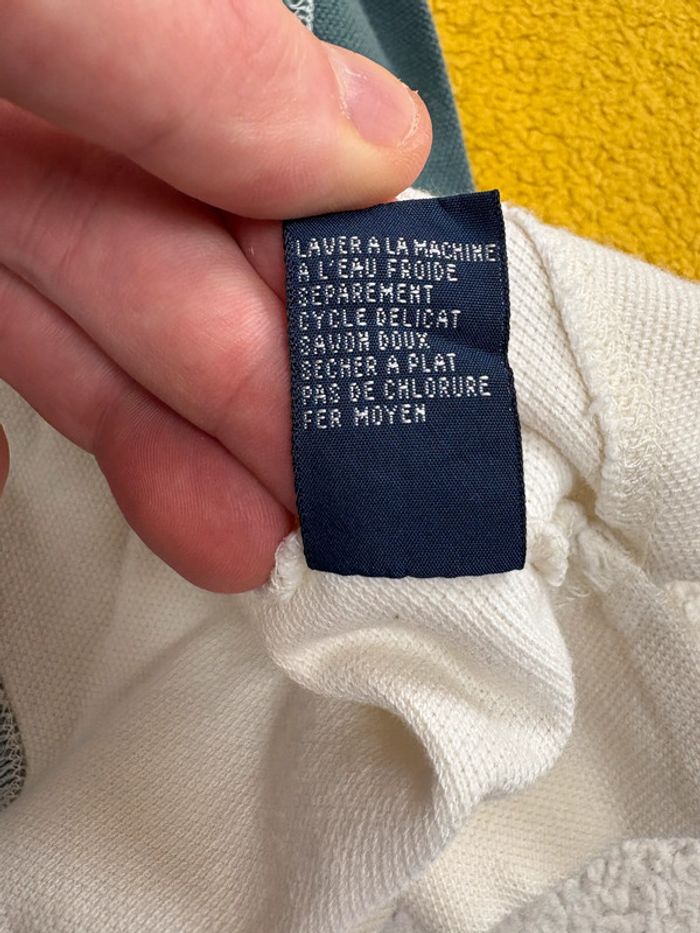 LAVER A LA MACHINE
A L'EAU FROIDE
SEPAREMENT
CYCLE DELICAT
SAVON DOUX
SECHER A PLAT
PAS DE CHLORURE
FER MOYEN